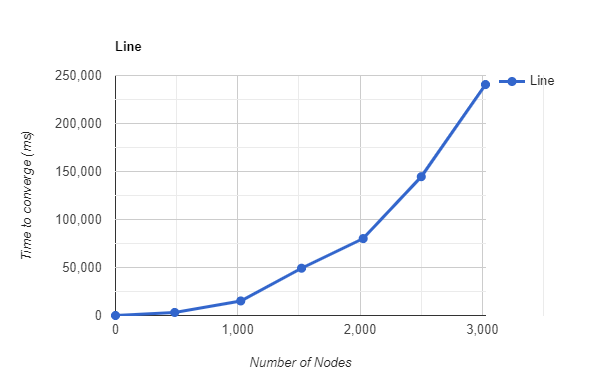 Line
250,000
200,000
150,000
100,000
50,000
0
0 1,000 2,000 3,000
Time to converge (ms)
Number of Nodes
Line